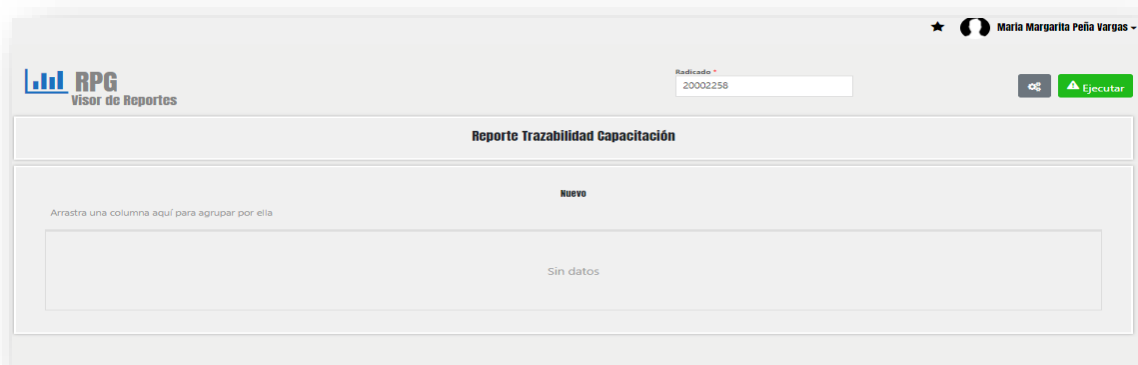 Maria Margarita Peña Vargas
RPG
Visor de Reportes
Radicado *
20002258
Ejecutar
Reporte Trazabilidad Capacitación
Nuevo
Arrastra una columna aquí para agrupar por ella
Sin datos